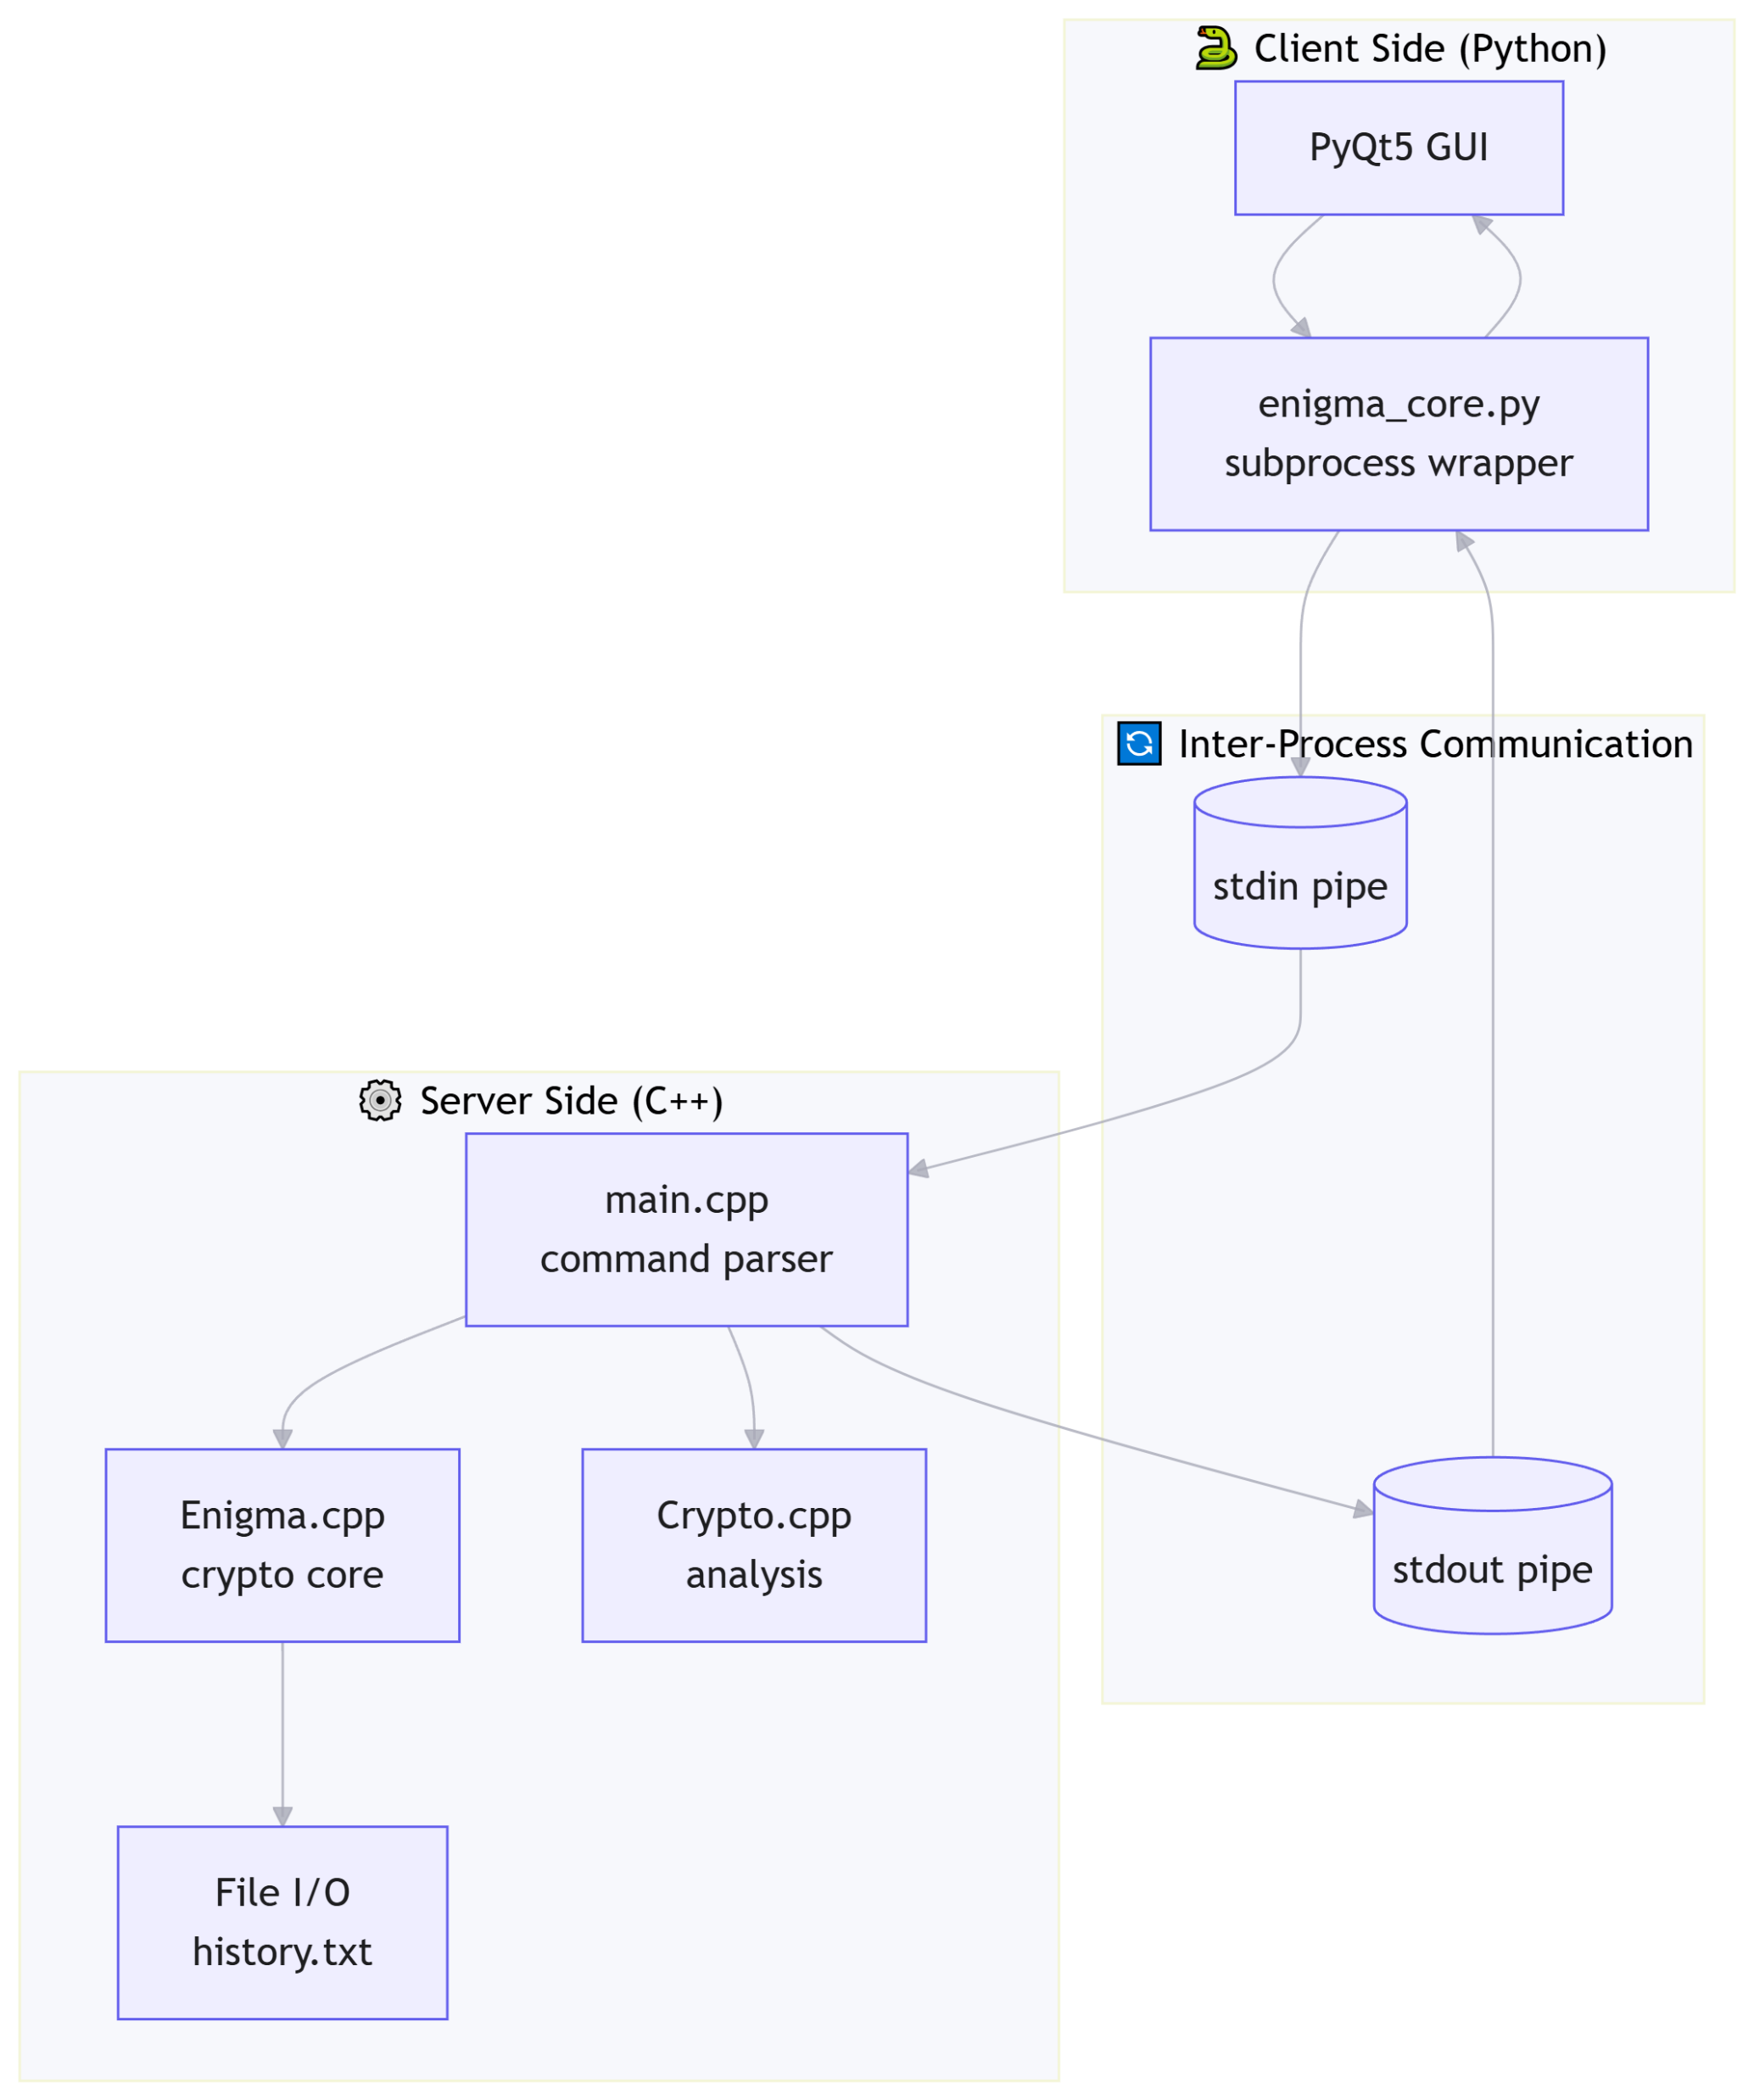 Client Side (Python)
PyQt5 GUI
enigma_core.py
subprocess wrapper
Inter-Process Communication
stdin pipe
Server Side (C++)
main.cpp
command parser
Enigma.cpp
crypto core
Crypto.cpp
analysis
stdout pipe
File I/O
history.txt